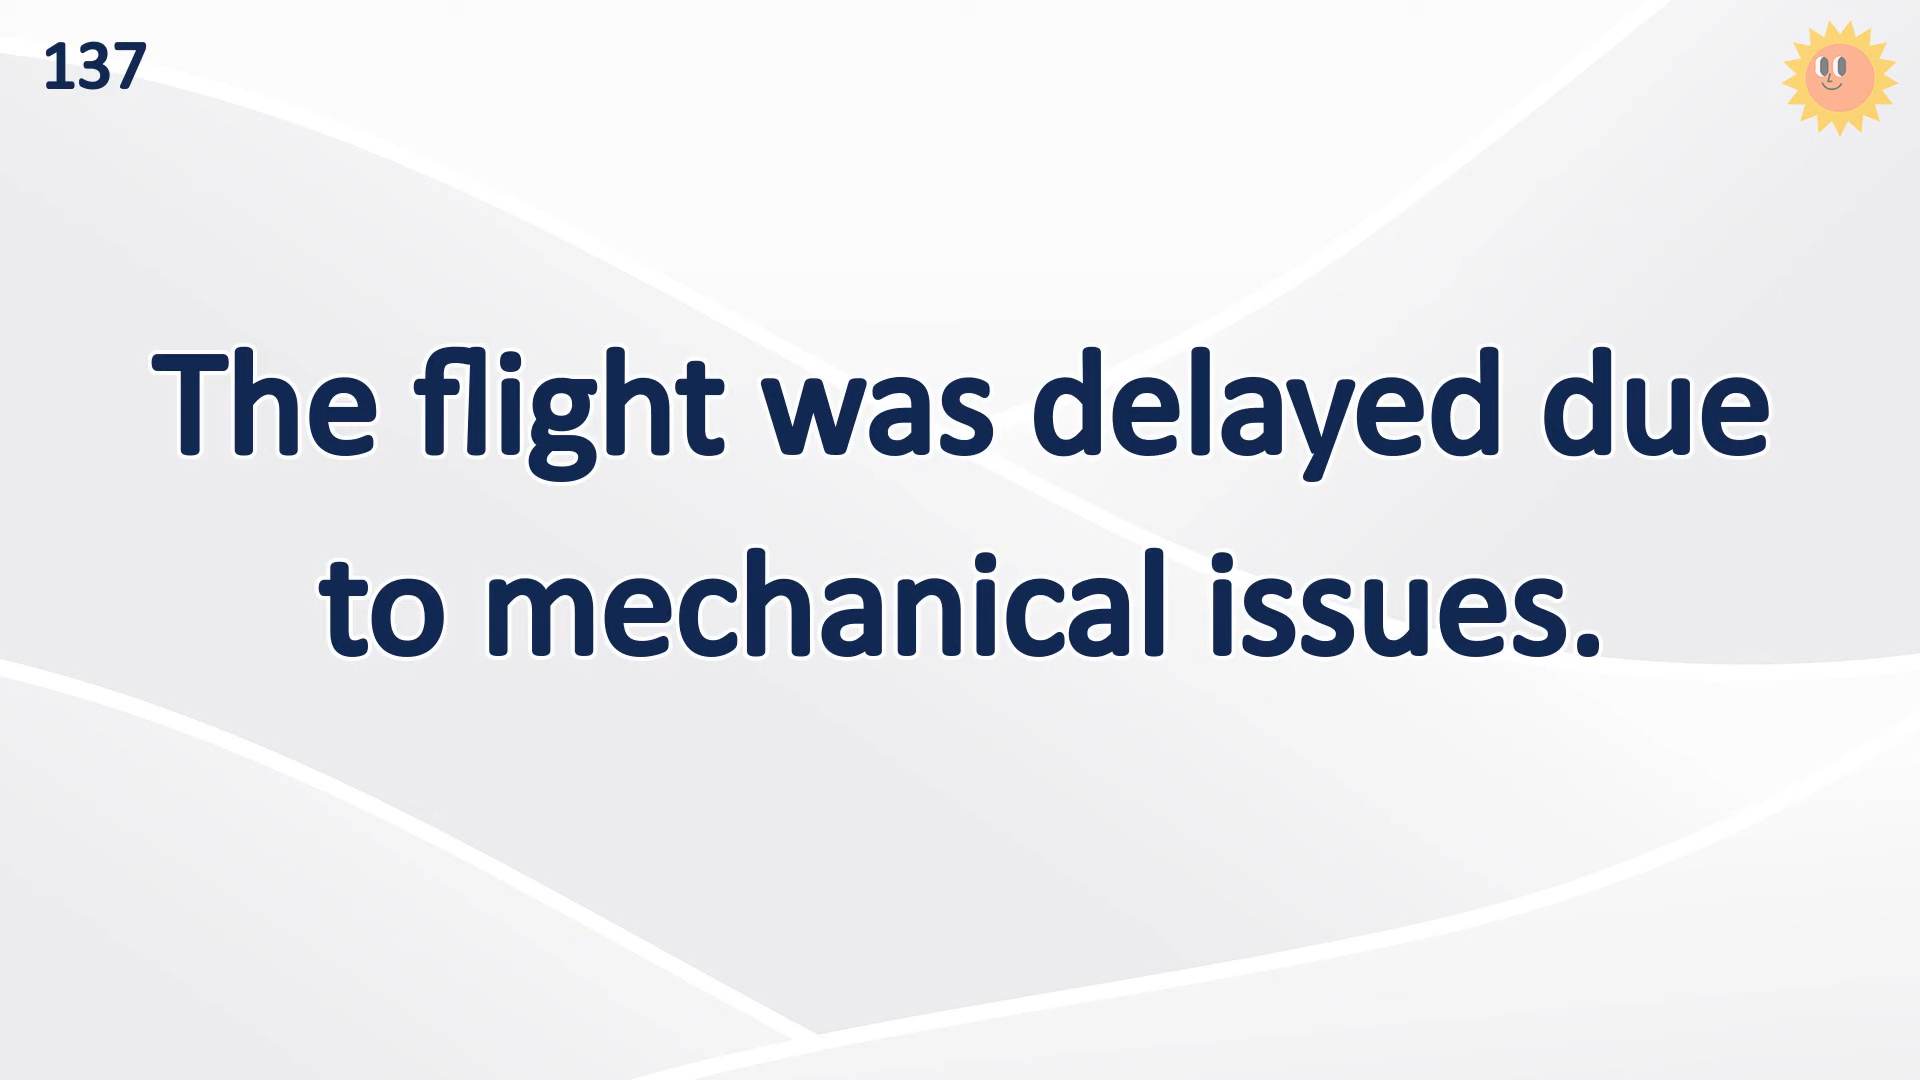 137
The flight was delayed due
to mechanical issues.